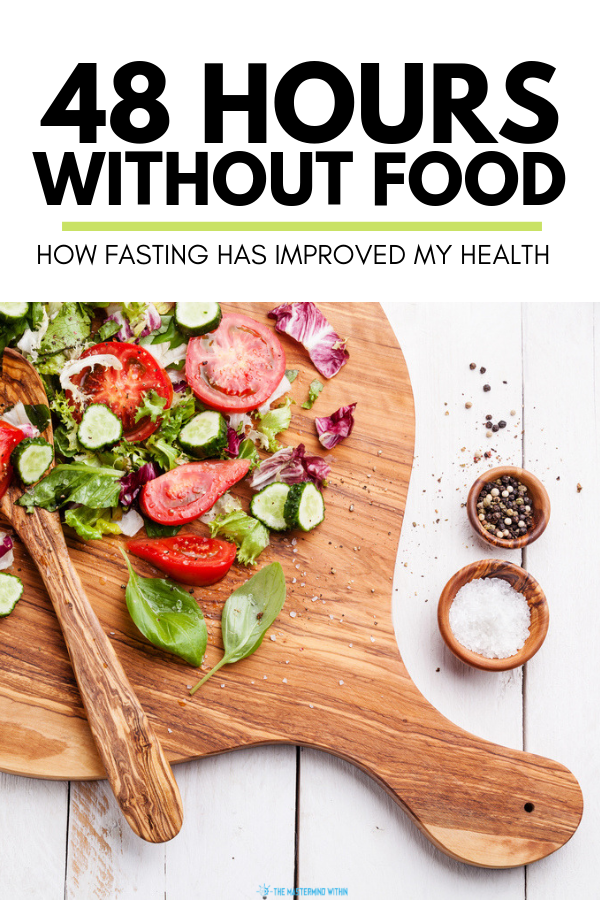 48 HOURS
WITHOUT FOOD
HOW FASTING HAS IMPROVED MY HEALTH
THE MASTERMIND WITHIN